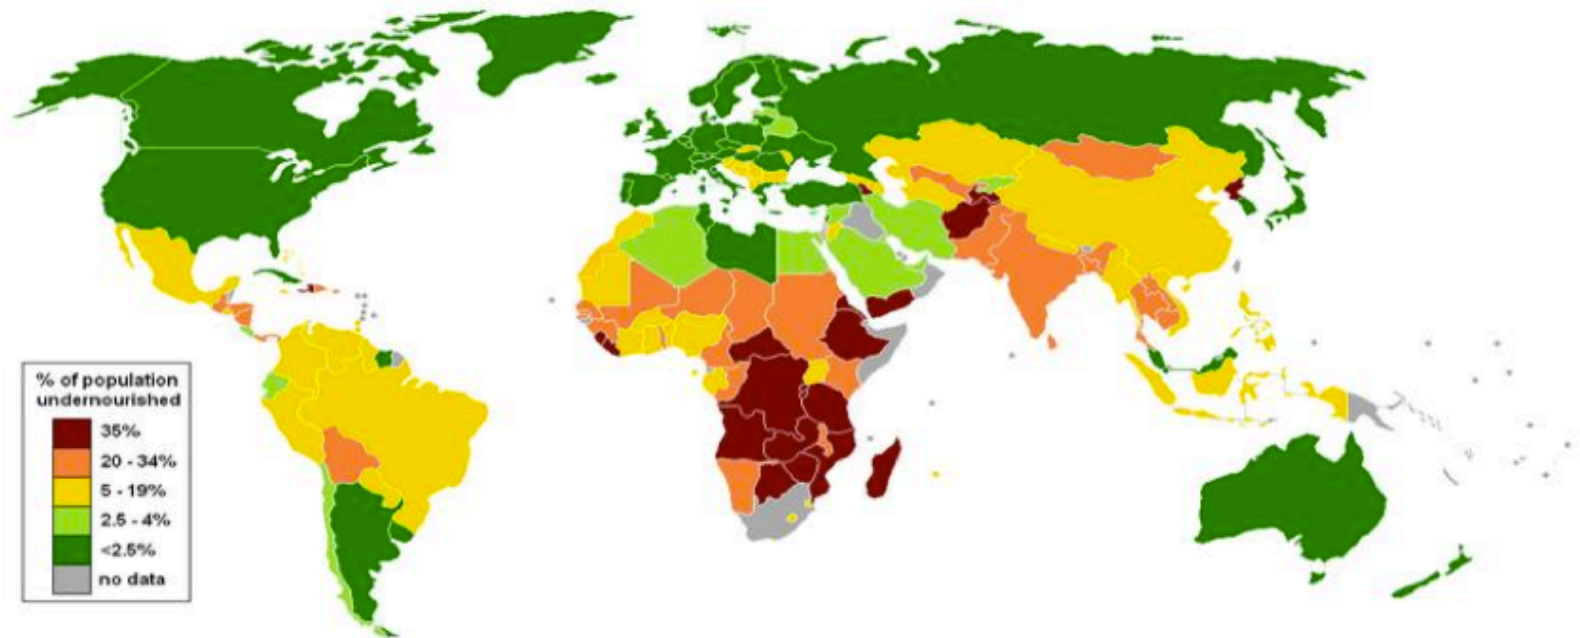 % of population
undernourished
35%
20 - 34%
5 - 19%
2.5 - 4%
<2.5%
no data